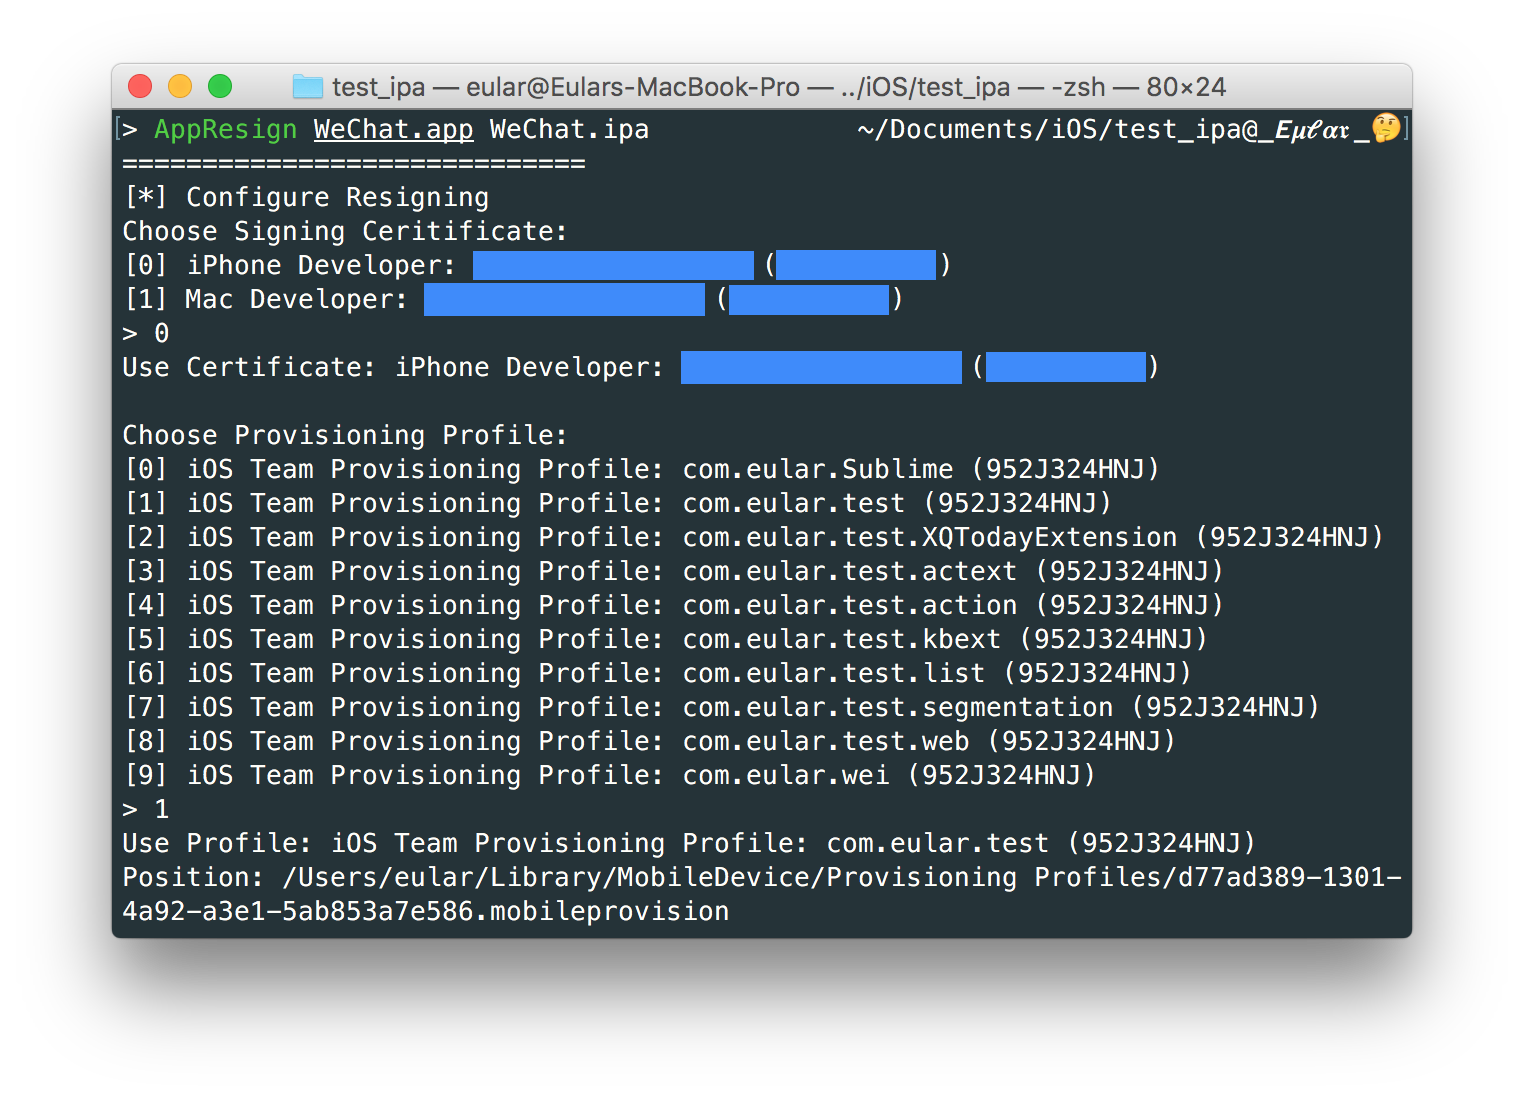 test_ipa — eular@Eulars-MacBook-Pro — ../iOS/test_ipa — -zsh — 80×24
[> AppResign WeChat.app WeChat.ipa ~/Documents/iOS/test_ipa@_𝑬𝝁𝓵𝜶𝖗_🤔]
=============================
[*] Configure Resigning
Choose Signing Ceritificate:
[0] iPhone Developer: ( )
[1] Mac Developer: ( )
> 0
Use Certificate: iPhone Developer: ( )
Choose Provisioning Profile:
[0] iOS Team Provisioning Profile: com.eular.Sublime (952J324HNJ)
[1] iOS Team Provisioning Profile: com.eular.test (952J324HNJ)
[2] iOS Team Provisioning Profile: com.eular.test.XQTodayExtension (952J324HNJ)
[3] iOS Team Provisioning Profile: com.eular.test.actext (952J324HNJ)
[4] iOS Team Provisioning Profile: com.eular.test.action (952J324HNJ)
[5] iOS Team Provisioning Profile: com.eular.test.kbext (952J324HNJ)
[6] iOS Team Provisioning Profile: com.eular.test.list (952J324HNJ)
[7] iOS Team Provisioning Profile: com.eular.test.segmentation (952J324HNJ)
[8] iOS Team Provisioning Profile: com.eular.test.web (952J324HNJ)
[9] iOS Team Provisioning Profile: com.eular.wei (952J324HNJ)
> 1
Use Profile: iOS Team Provisioning Profile: com.eular.test (952J324HNJ)
Position: /Users/eular/Library/MobileDevice/Provisioning Profiles/d77ad389-1301-
4a92-a3e1-5ab853a7e586.mobileprovision